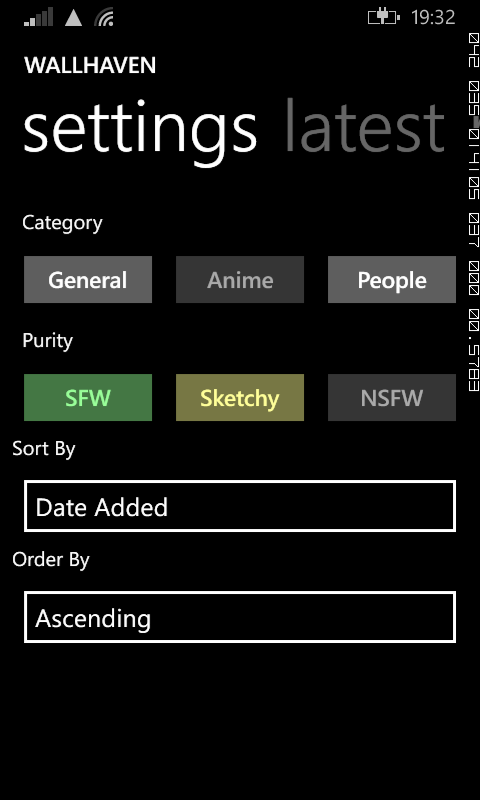 19:32
WALLHAVEN
settings latest
Category
General Anime People
Purity
SFW Sketchy NSFW
Sort By
Date Added
Order By
Ascending